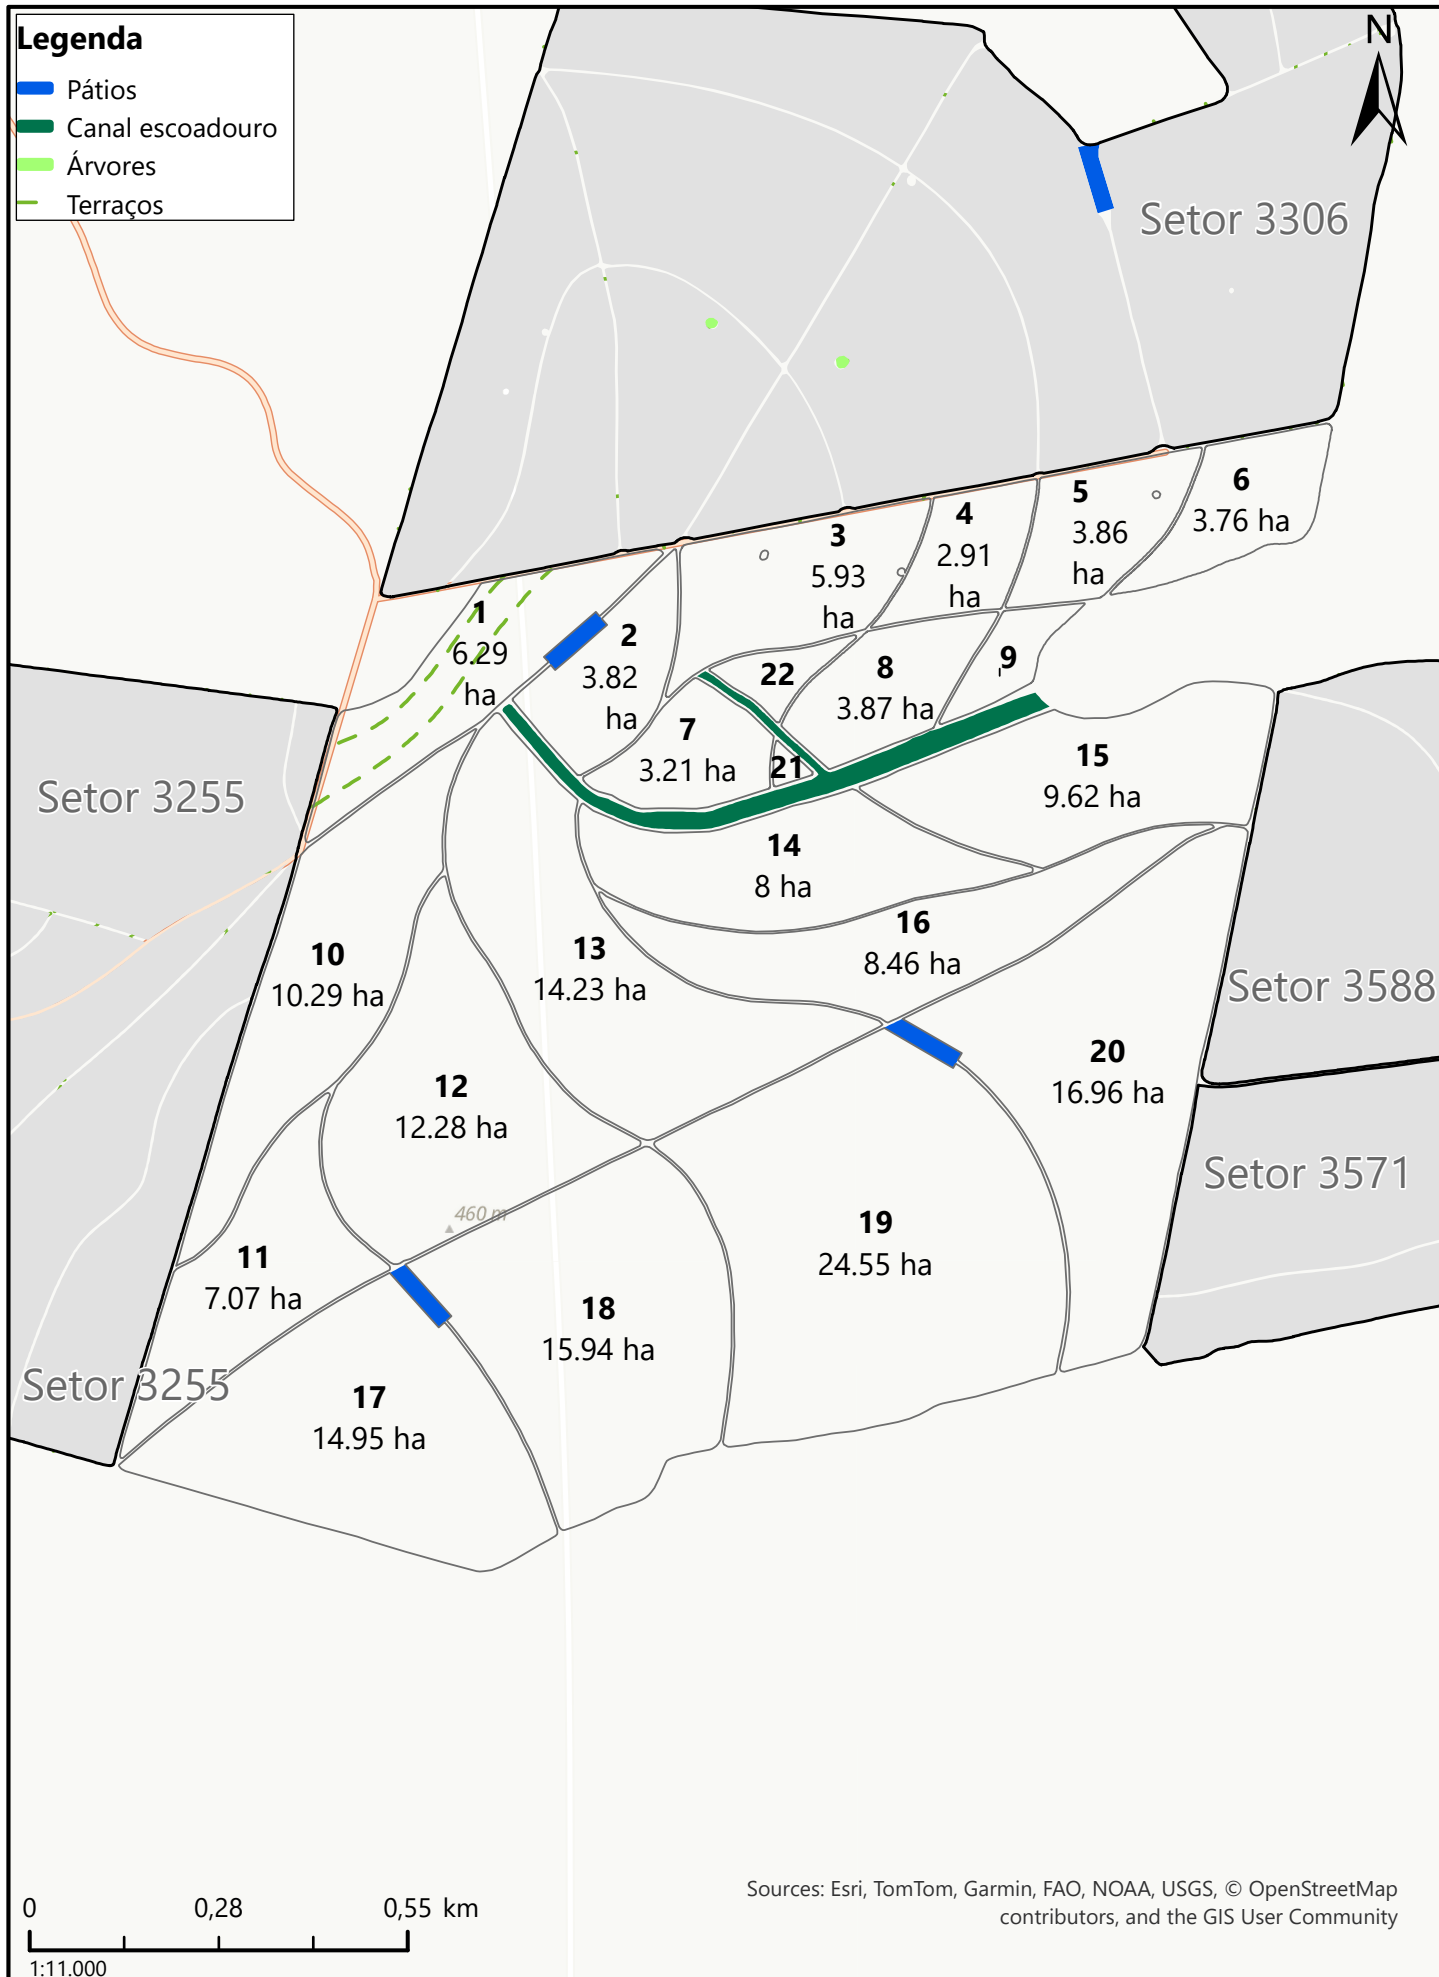 Legenda
Pátios
Canal escoadouro
Árvores
Terraços
N
Setor 3306
1
6.29
ha
2
3.82
ha
3
5.93
ha
4
2.91
ha
5
3.86
ha
6
3.76 ha
22
8
3.87 ha
9
7
3.21 ha
21
15
9.62 ha
Setor 3255
14
8 ha
16
8.46 ha
10
10.29 ha
13
14.23 ha
Setor 3588
20
16.96 ha
12
12.28 ha
Setor 3571
460 m
19
24.55 ha
11
7.07 ha
18
15.94 ha
Setor 3255
17
14.95 ha
Sources: Esri, TomTom, Garmin, FAO, NOAA, USGS, © OpenStreetMap
contributors, and the GIS User Community
0 0,28 0,55 km
1:11.000